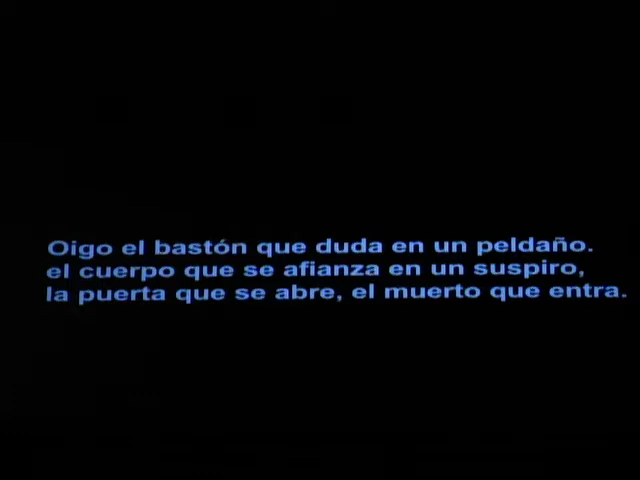 Oigo el bastón que duda en un peldaño.
el cuerpo que se afianza en un suspiro,
la puerta que se abre, el muerto que entra.